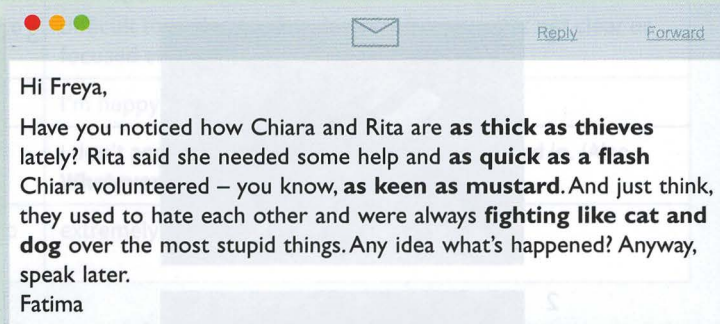 Reply Forward
Hi Freya,
Have you noticed how Chiara and Rita are as thick as thieves
lately? Rita said she needed some help and as quick as a flash
Chiara volunteered – you know, as keen as mustard. And just think,
they used to hate each other and were always fighting like cat and
dog over the most stupid things. Any idea what's happened? Anyway,
speak later.
Fatima